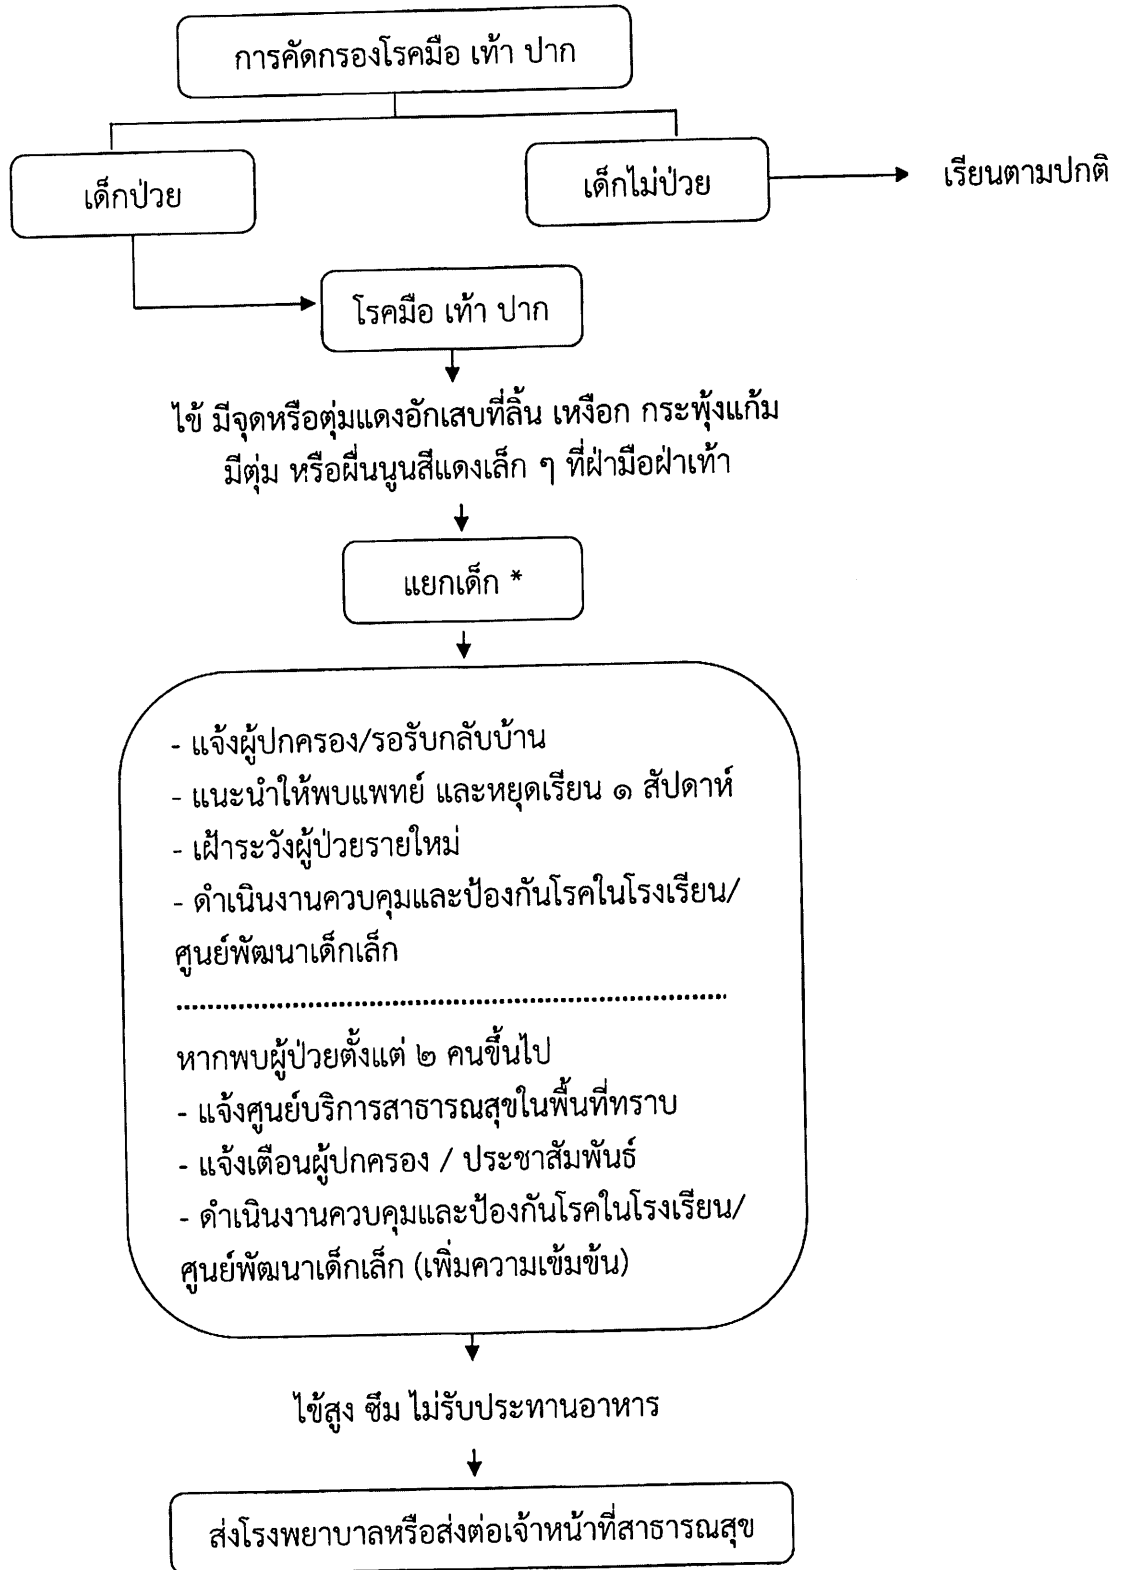 การคัดกรองโรคมือ เท้า ปาก
เด็กป่วย
เด็กไม่ป่วย
เรียนตามปกติ
โรคมือ เท้า ปาก
ไข้ มีจุดหรือตุ่มแดงอักเสบที่ลิ้น เหงือก กระพุ้งแก้ม
มีตุ่ม หรือผื่นนูนสีแดงเล็ก ๆ ที่ฝ่ามือฝ่าเท้า
แยกเด็ก *
- แจ้งผู้ปกครอง/รอรับกลับบ้าน
- แนะนำให้พบแพทย์ และหยุดเรียน ๑ สัปดาห์
- เฝ้าระวังผู้ป่วยรายใหม่
- ดำเนินงานควบคุมและป้องกันโรคในโรงเรียน/
ศูนย์พัฒนาเด็กเล็ก
หากพบผู้ป่วยตั้งแต่ ๒ คนขึ้นไป
- แจ้งศูนย์บริการสาธารณสุขในพื้นที่ทราบ
- แจ้งเตือนผู้ปกครอง / ประชาสัมพันธ์
- ดำเนินงานควบคุมและป้องกันโรคในโรงเรียน/
ศูนย์พัฒนาเด็กเล็ก (เพิ่มความเข้มข้น)
ไข้สูง ซึม ไม่รับประทานอาหาร
ส่งโรงพยาบาลหรือส่งต่อเจ้าหน้าที่สาธารณสุข